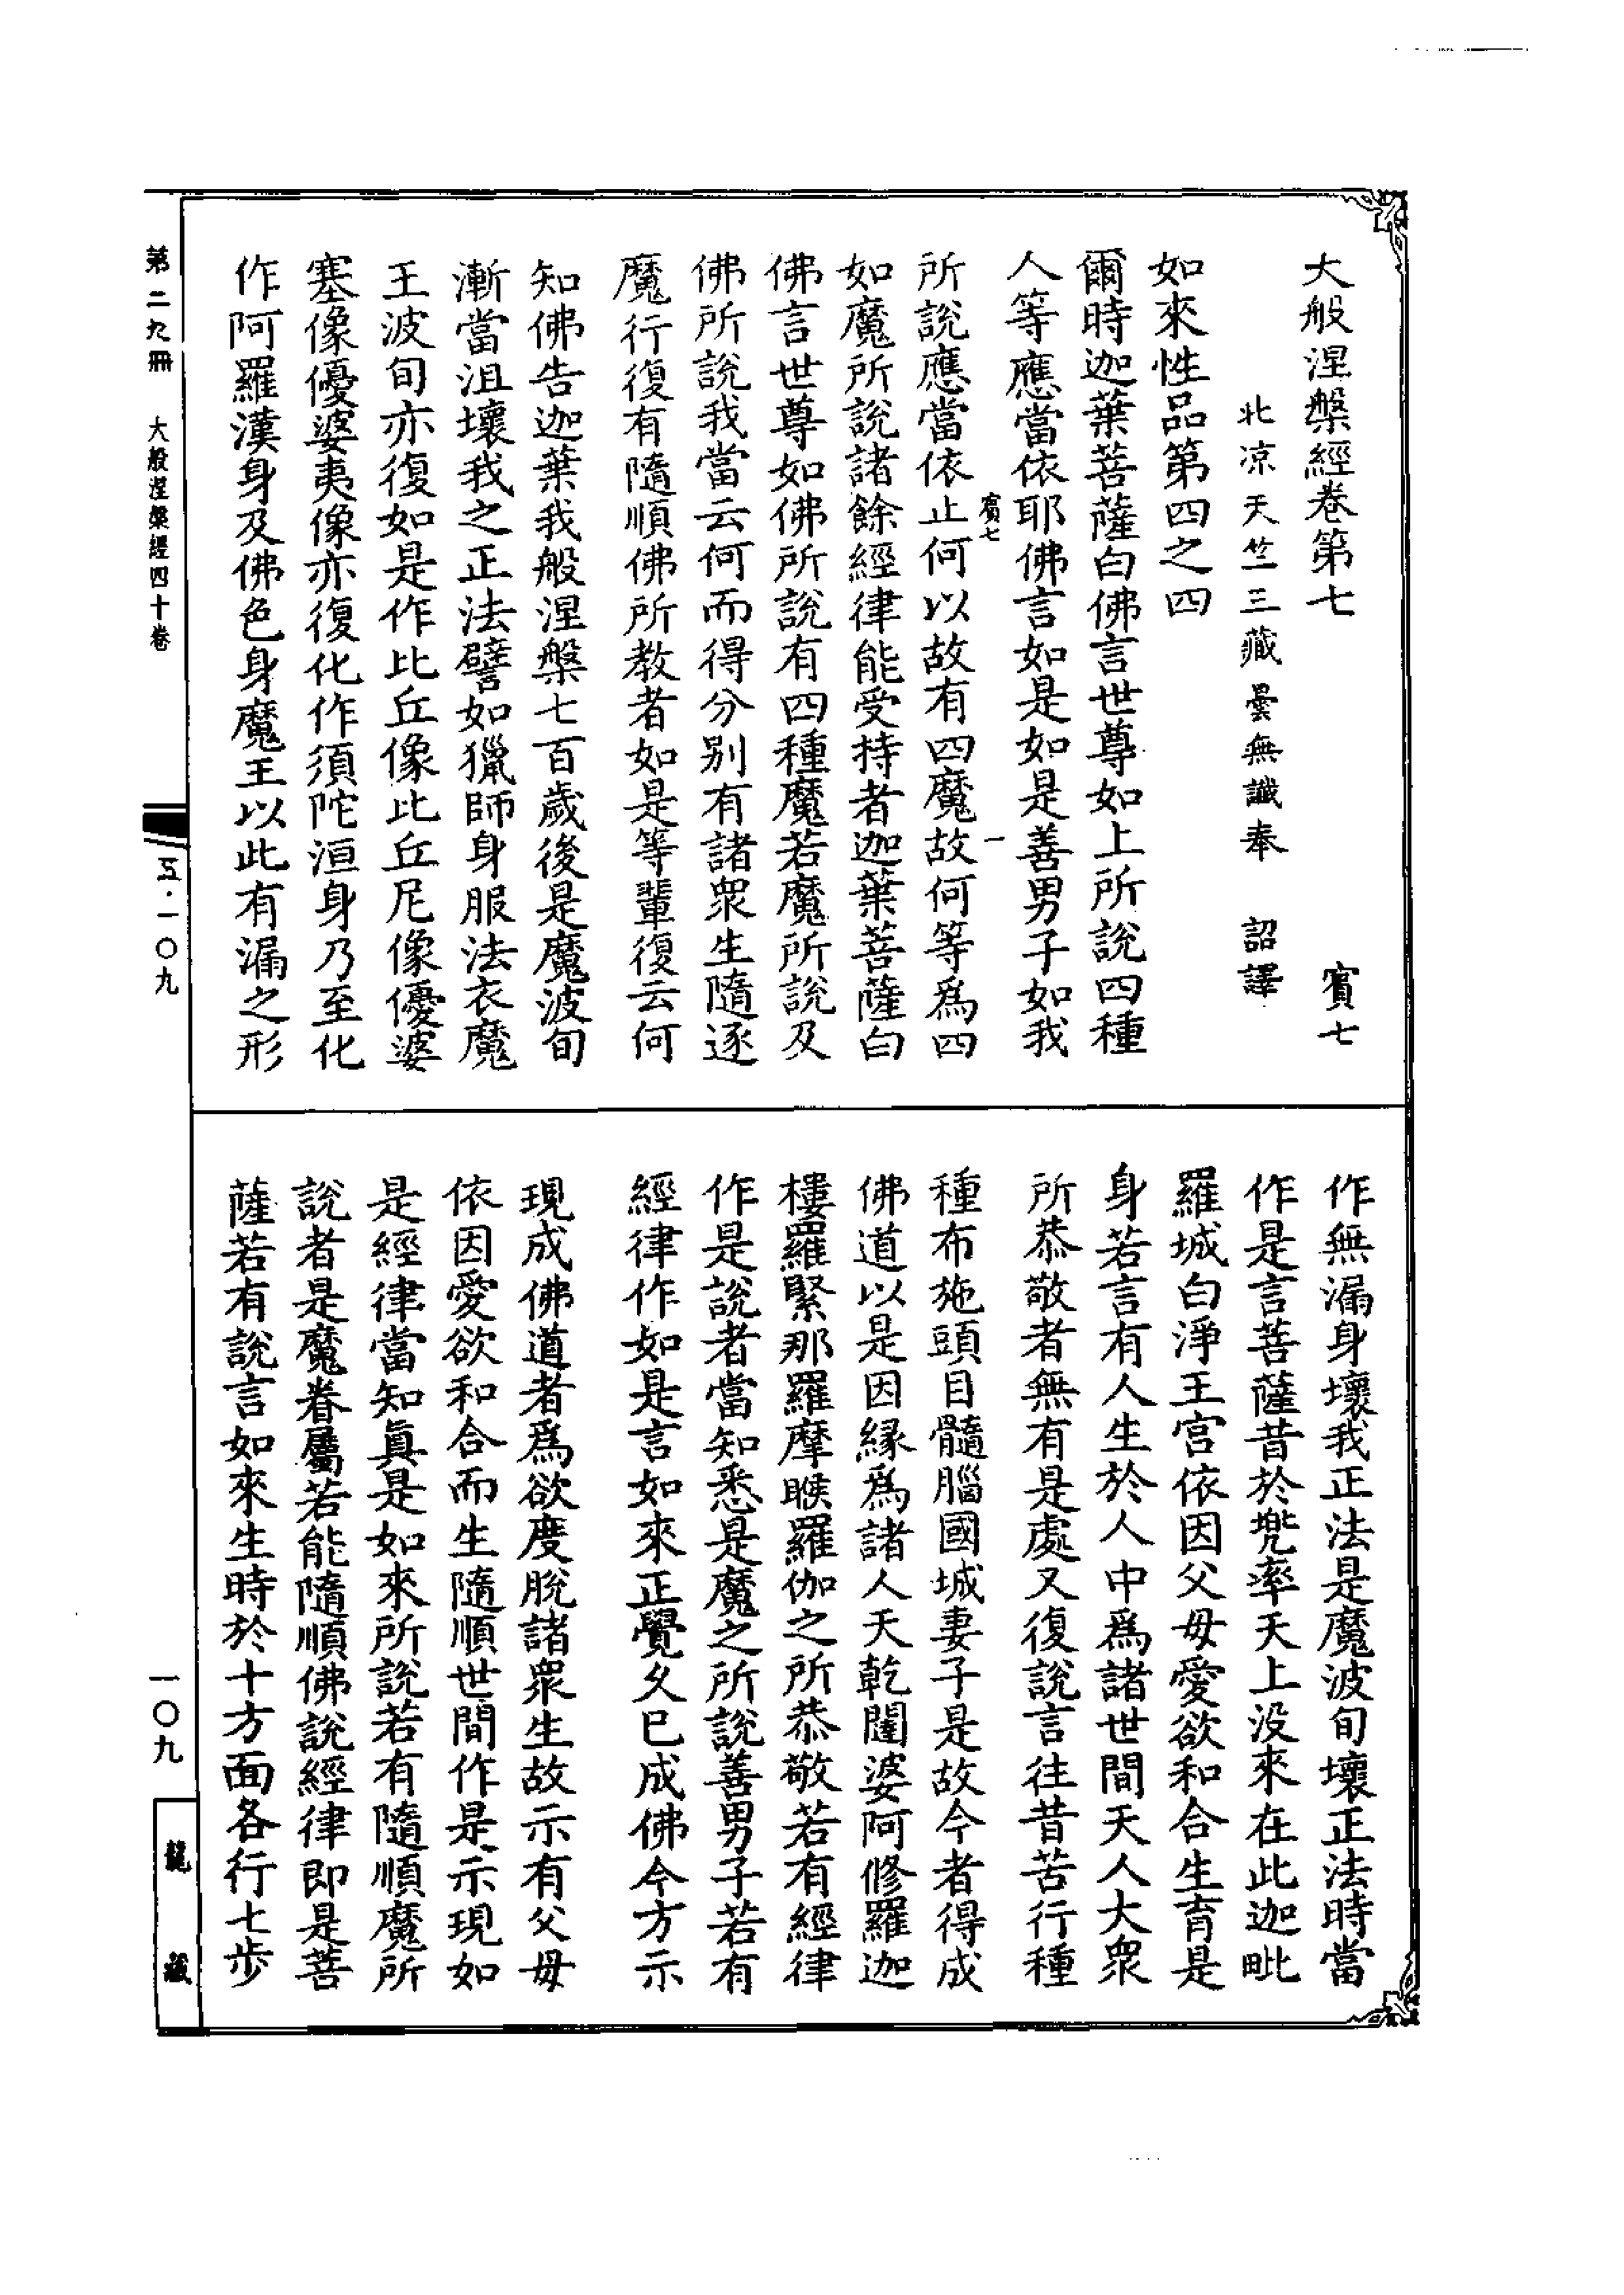 大般涅槃經卷第七　賓七
北凉天竺三藏曇無讖奉　詔譯
如來性品第四之四
爾時迦葉菩薩白佛言世尊如上所說四種
人等應當依耶佛言如是如是善男子如我
賓七　一
所說應當依止何以故有四魔故何等爲四
如魔所說諸餘經律能受持者迦葉菩薩白
佛言世尊如佛所說有四種魔若魔所說及
佛所說我當云何而得分别有諸衆生隨逐
魔行復有隨順佛所教者如是等輩復云何
知佛告迦葉我般涅槃七百歲後是魔波旬
漸當沮壞我之正法譬如獵師身服法衣魔
王波旬亦復如是作比丘像比丘尼像優婆
塞像優婆夷像亦復化作須陀洹身乃至化
作阿羅漢身及佛色身魔王以此有漏之形
作無漏身壞我正法是魔波旬壞正法時當
作是言菩薩昔於兜率天上没來在此迦毗
羅城白淨王宫依因父母愛欲和合生育是
身若言有人生於人中爲諸世間天人大衆
所恭敬者無有是處又復說言往昔苦行種
種布施頭目髓腦國城妻子是故今者得成
佛道以是因緣爲諸人天乾闥婆阿修羅迦
樓羅緊那羅摩睺羅伽之所恭敬若有經律
作是說者當知悉是魔之所說善男子若有
經律作如是言如來正覺久已成佛今方示
現成佛道者爲欲度脫諸衆生故示有父母
依因愛欲和合而生隨順世間作是示現如
是經律當知眞是如來所說若有隨順魔所
說者是魔眷屬若能隨順佛說經律即是菩
薩若有說言如來生時於十方面各行七步
第二九冊　大般涅槃經四十卷
五·一〇九
一〇九
龍藏